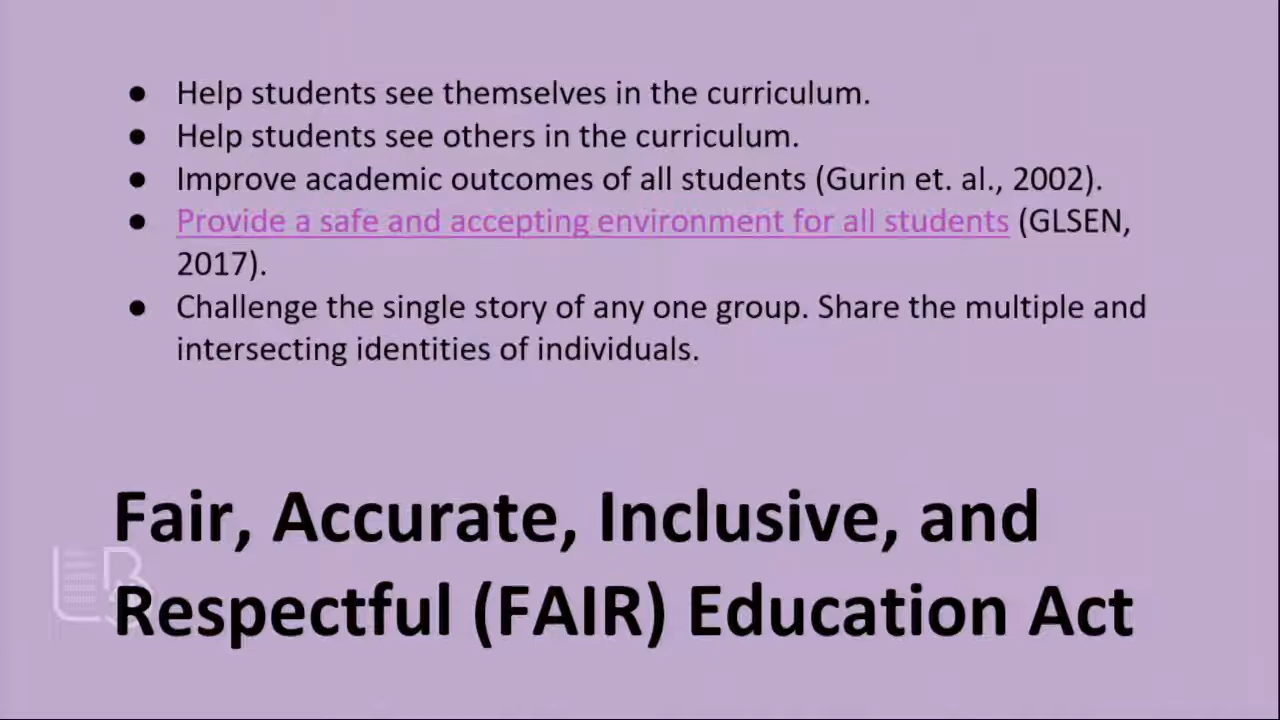 ● Help students see themselves in the curriculum.
● Help students see others in the curriculum.
● Improve academic outcomes of all students (Gurin et. al., 2002).
● Provide a safe and accepting environment for all students (GLSEN,
2017).
● Challenge the single story of any one group. Share the multiple and
intersecting identities of individuals.
Fair, Accurate, Inclusive, and
Respectful (FAIR) Education Act